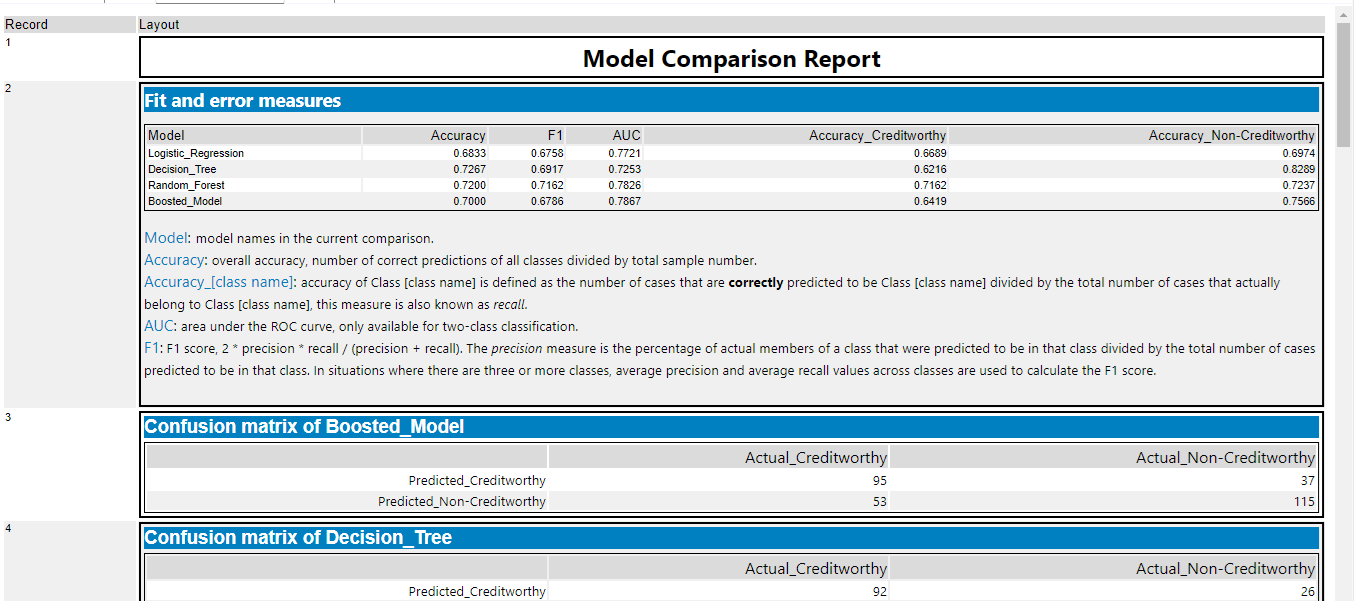 Record Layout
1
Model Comparison Report
2
Fit and error measures
Model Accuracy F1 AUC Accuracy_Creditworthy Accuracy_Non-Creditworthy
Logistic_Regression 0.6833 0.6758 0.7721 0.6689 0.6974
Decision_Tree 0.7267 0.6917 0.7253 0.6216 0.8289
Random_Forest 0.7200 0.7162 0.7826 0.7162 0.7237
Boosted_Model 0.7000 0.6786 0.7867 0.6419 0.7566
Model: model names in the current comparison.
Accuracy: overall accuracy, number of correct predictions of all classes divided by total sample number.
Accuracy_[class name]: accuracy of Class [class name] is defined as the number of cases that are correctly predicted to be Class [class name] divided by the total number of cases that actually
belong to Class [class name], this measure is also known as recall.
AUC: area under the ROC curve, only available for two-class classification.
F1: F1 score, 2 * precision * recall / (precision + recall). The precision measure is the percentage of actual members of a class that were predicted to be in that class divided by the total number of cases
predicted to be in that class. In situations where there are three or more classes, average precision and average recall values across classes are used to calculate the F1 score.
3
Confusion matrix of Boosted_Model
Actual_Creditworthy Actual_Non-Creditworthy
Predicted_Creditworthy 95 37
Predicted_Non-Creditworthy 53 115
4
Confusion matrix of Decision_Tree
Actual_Creditworthy Actual_Non-Creditworthy
Predicted_Creditworthy 92 26